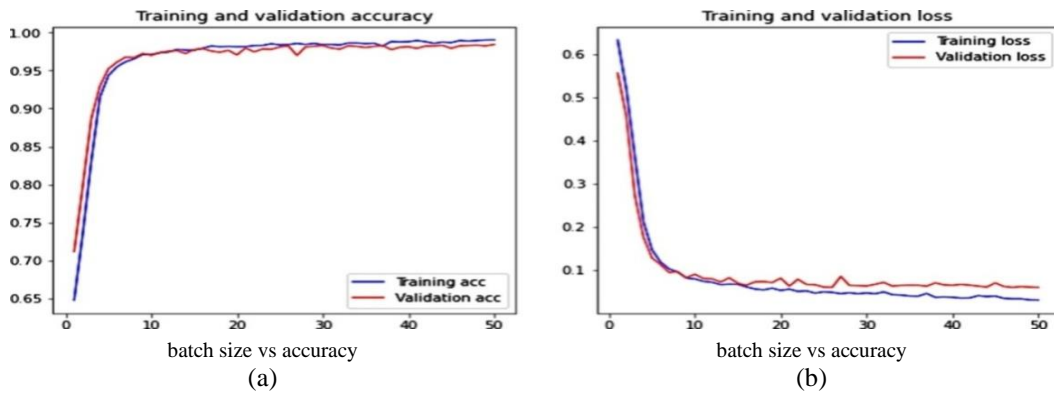 Training and validation accuracy
1.00
0.95
0.90
0.85
0.80
0.75
0.70
0.65
Training acc
Validation acc
0 10 20 30 40 50
batch size vs accuracy
(a)
Training and validation loss
0.6
0.5
0.4
0.3
0.2
0.1
Training loss
Validation loss
0 10 20 30 40 50
batch size vs accuracy
(b)